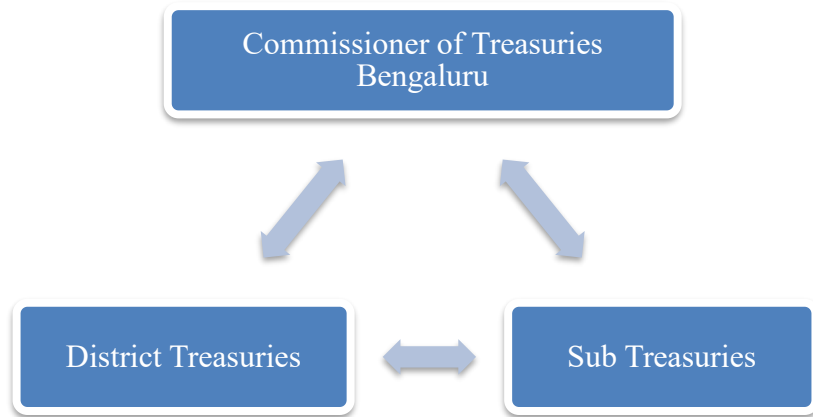 Commissioner of Treasuries
Bengaluru
District Treasuries
Sub Treasuries